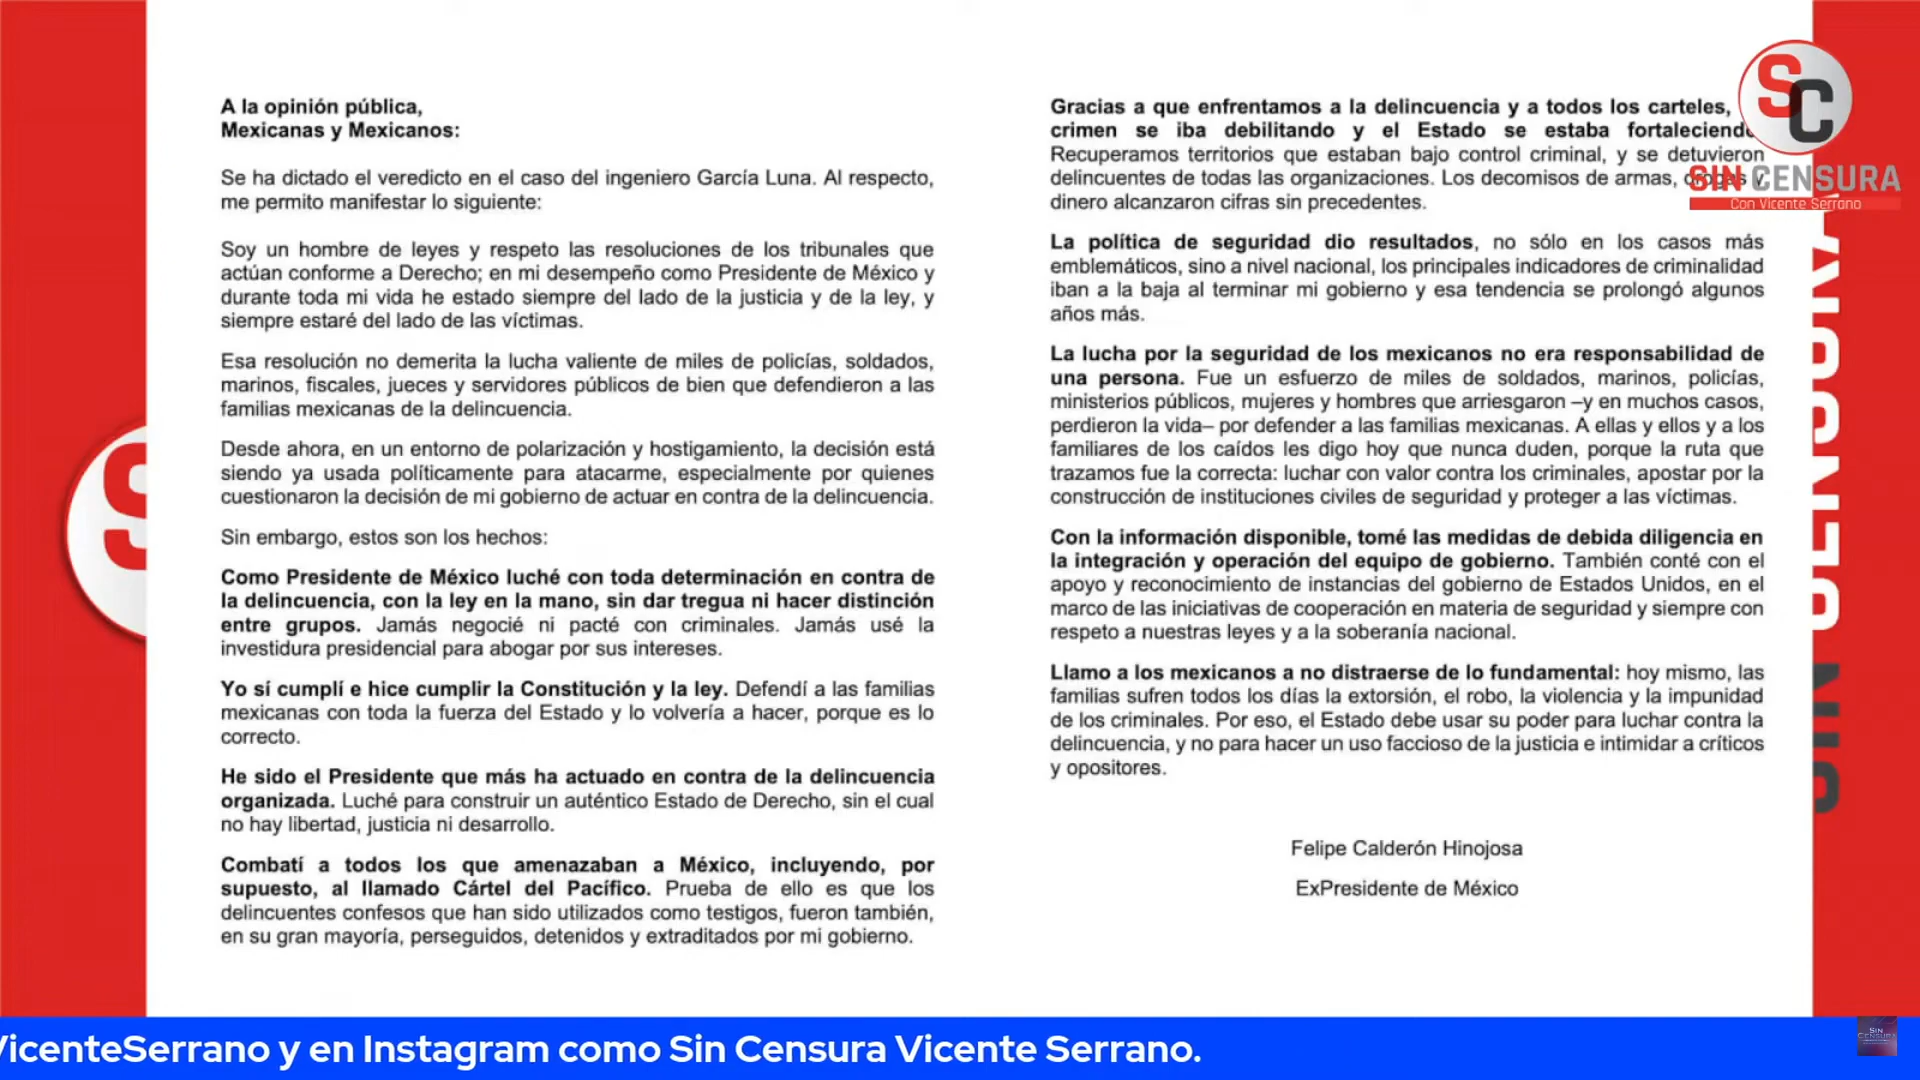 A la opinión pública,
Mexicanas y Mexicanos:
Se ha dictado el veredicto en el caso del ingeniero García Luna. Al respecto,
me permito manifestar lo siguiente:
Soy un hombre de leyes y respeto las resoluciones de los tribunales que
actúan conforme a Derecho; en mi desempeño como Presidente de México y
durante toda mi vida he estado siempre del lado de la justicia y de la ley, y
siempre estaré del lado de las víctimas.
Esa resolución no demerita la lucha valiente de miles de policías, soldados,
marinos, fiscales, jueces y servidores públicos de bien que defendieron a las
familias mexicanas de la delincuencia.
Desde ahora, en un entorno de polarización y hostigamiento, la decisión está
siendo ya usada políticamente para atacarme, especialmente por quienes
cuestionaron la decisión de mi gobierno de actuar en contra de la delincuencia.
Sin embargo, estos son los hechos:
Como Presidente de México luché con toda determinación en contra de
la delincuencia, con la ley en la mano, sin dar tregua ni hacer distinción
entre grupos. Jamás negocié ni pacté con criminales. Jamás usé la
investidura presidencial para abogar por sus intereses.
Yo sí cumplí e hice cumplir la Constitución y la ley. Defendí a las familias
mexicanas con toda la fuerza del Estado y lo volvería a hacer, porque es lo
correcto.
He sido el Presidente que más ha actuado en contra de la delincuencia
organizada. Luché para construir un auténtico Estado de Derecho, sin el cual
no hay libertad, justicia ni desarrollo.
Combatí a todos los que amenazaban a México, incluyendo, por
supuesto, al llamado Cártel del Pacífico. Prueba de ello es que los
delincuentes confesos que han sido utilizados como testigos, fueron también,
en su gran mayoría, perseguidos, detenidos y extraditados por mi gobierno.
Gracias a que enfrentamos a la delincuencia y a todos los carteles,
crimen se iba debilitando y el Estado se estaba fortaleciendo
Recuperamos territorios que estaban bajo control criminal, y se detuvieron
delincuentes de todas las organizaciones. Los decomisos de armas, drogas y
dinero alcanzaron cifras sin precedentes.
La política de seguridad dio resultados, no sólo en los casos más
emblemáticos, sino a nivel nacional, los principales indicadores de criminalidad
iban a la baja al terminar mi gobierno y esa tendencia se prolongó algunos
años más.
La lucha por la seguridad de los mexicanos no era responsabilidad de
una persona. Fue un esfuerzo de miles de soldados, marinos, policías,
ministerios públicos, mujeres y hombres que arriesgaron –y en muchos casos,
perdieron la vida– por defender a las familias mexicanas. A ellas y ellos y a los
familiares de los caídos les digo hoy que nunca duden, porque la ruta que
trazamos fue la correcta: luchar con valor contra los criminales, apostar por la
construcción de instituciones civiles de seguridad y proteger a las víctimas.
Con la información disponible, tomé las medidas de debida diligencia en
la integración y operación del equipo de gobierno. También conté con el
apoyo y reconocimiento de instancias del gobierno de Estados Unidos, en el
marco de las iniciativas de cooperación en materia de seguridad y siempre con
respeto a nuestras leyes y a la soberanía nacional.
Llamo a los mexicanos a no distraerse de lo fundamental: hoy mismo, las
familias sufren todos los días la extorsión, el robo, la violencia y la impunidad
de los criminales. Por eso, el Estado debe usar su poder para luchar contra la
delincuencia, y no para hacer un uso faccioso de la justicia e intimidar a críticos
y opositores.
Felipe Calderón Hinojosa
ExPresidente de México
SC
SIN CENSURA
Con Vicente Serrano
SIN CENSURA
VicenteSerrano y en Instagram como Sin Censura Vicente Serrano.
SIN
CENSURA